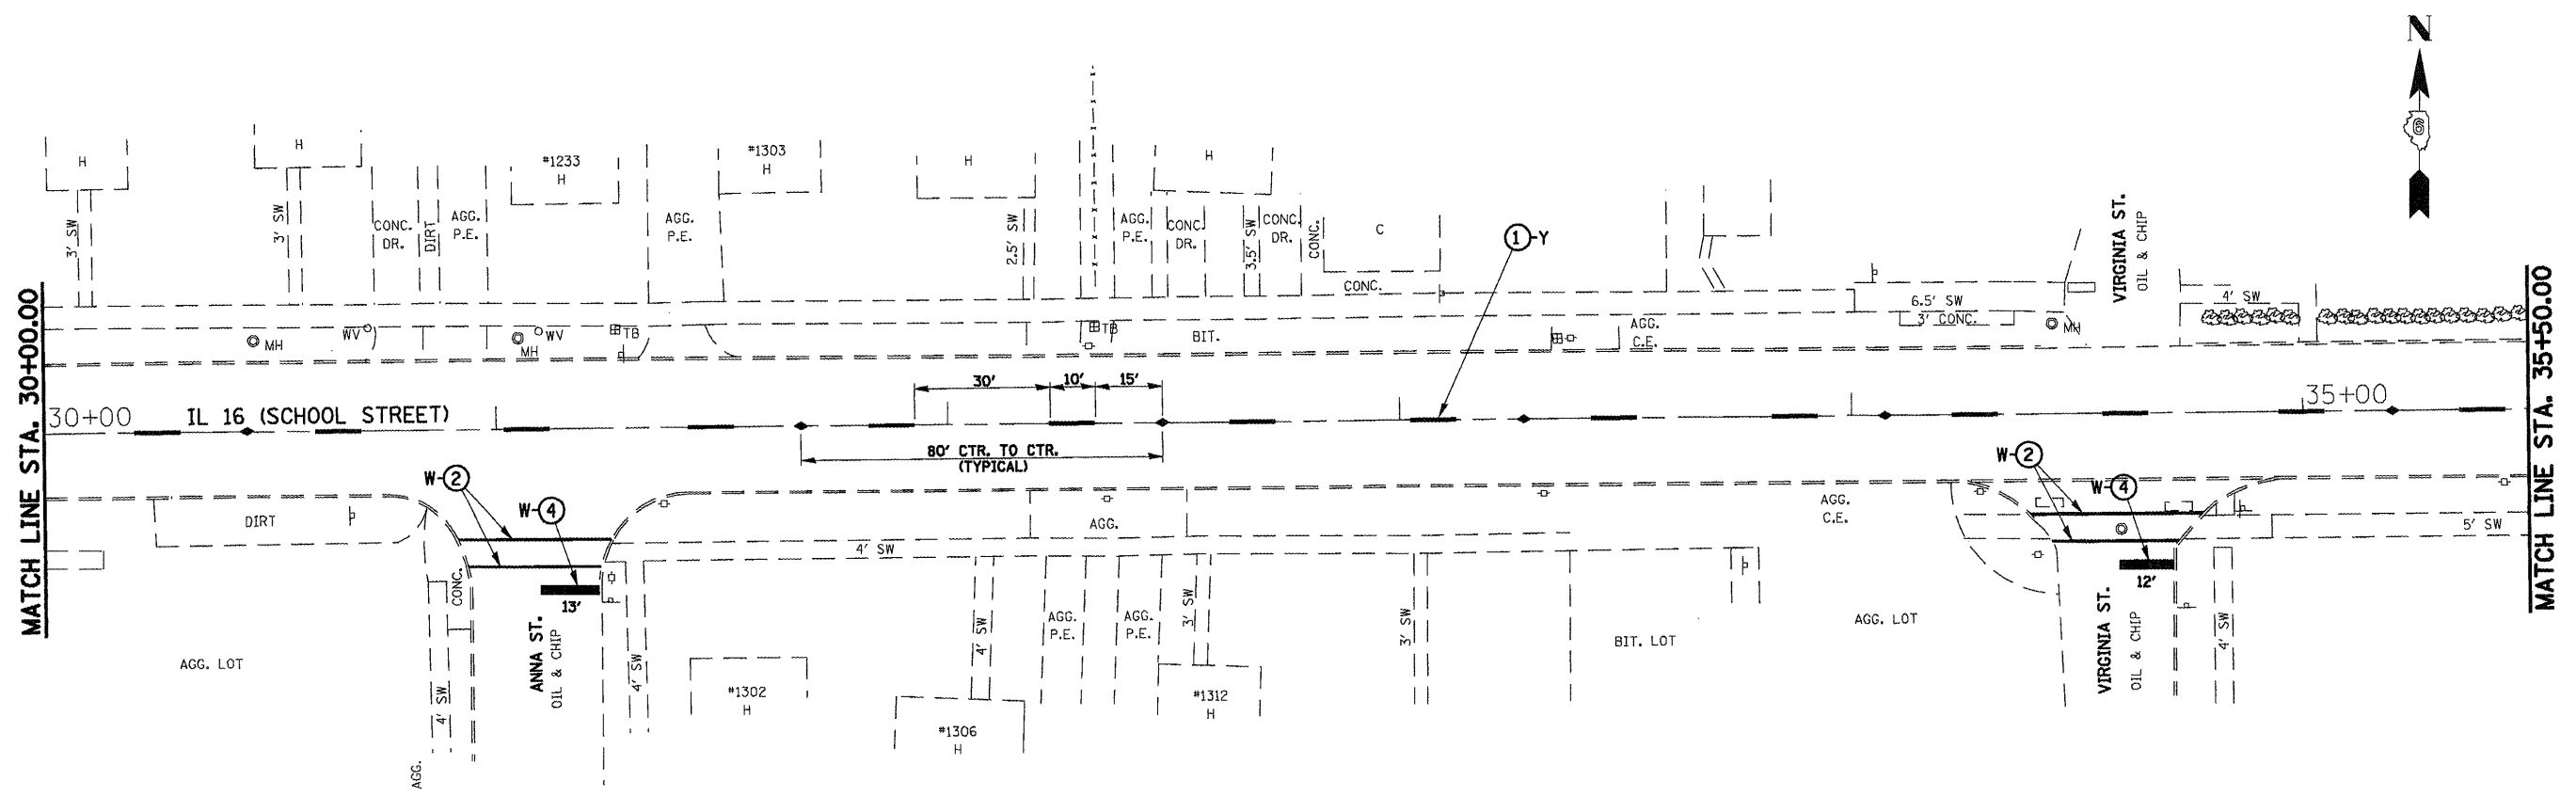 N
6
H
H
#1233
H
#1303
H
H
H
C
3' SW
3' SW
CONC.
DR.
DIRT
AGG.
P.E.
AGG.
P.E.
2.5' SW
AGG.
P.E.
CONC.
DR.
3.5' SW
CONC.
DR.
CONC.
CONC.
1-Y
VIRGINIA ST.
OIL & CHIP
4' SW
6.5' SW
3' CONC.
MH
MH
WV
MH
WV
TB
TB
BIT.
AGG.
C.E.
MATCH LINE STA. 30+00.00
MATCH LINE STA. 35+50.00
30+00
IL 16 (SCHOOL STREET)
30'
10'
15'
80' CTR. TO CTR.
(TYPICAL)
35+00
W-2
W-4
W-2
W-4
DIRT
AGG.
AGG.
C.E.
4' SW
5' SW
13'
12'
CONC.
AGG. LOT
4' SW
AGG.
ANNA ST.
OIL & CHIP
4' SW
#1302
H
4' SW
#1306
H
AGG.
P.E.
AGG.
P.E.
3' SW
#1312
H
3' SW
BIT. LOT
AGG. LOT
VIRGINIA ST.
OIL & CHIP
4' SW